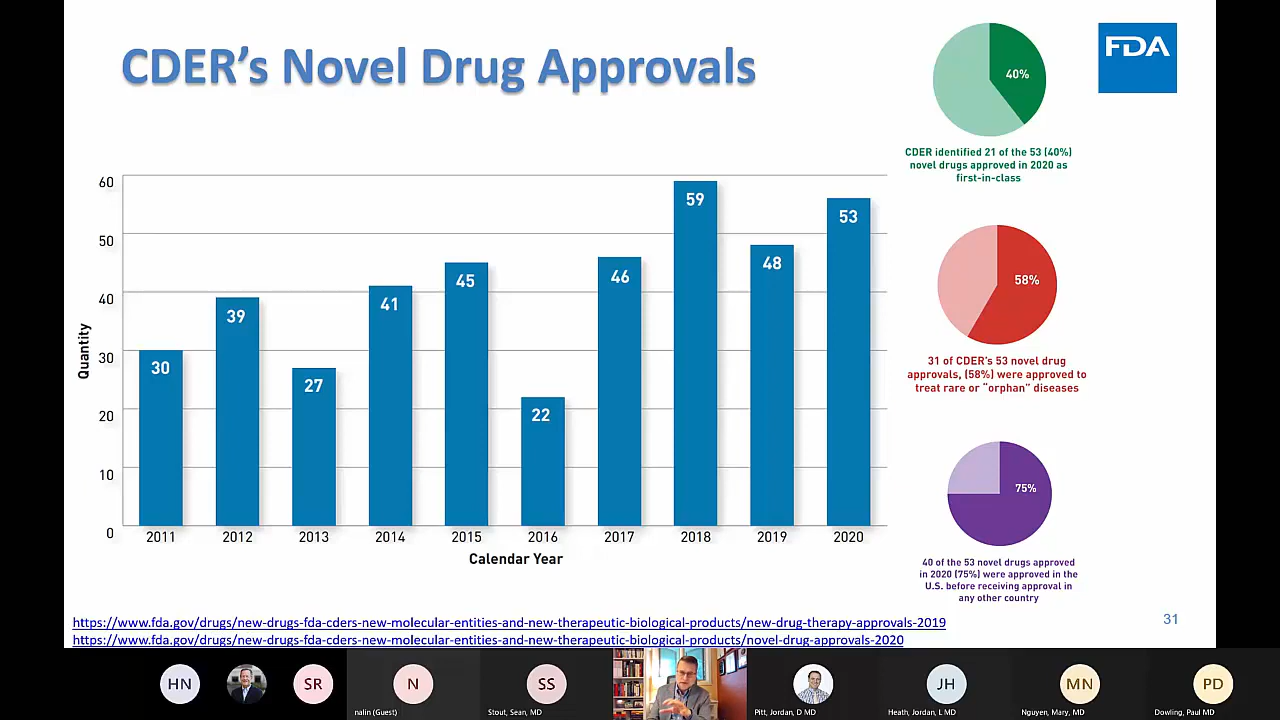 CDER's Novel Drug Approvals
FDA
40%
CDER identified 21 of the 53 (40%)
novel drugs approved in 2020 as
first-in-class
58%
31 of CDER's 53 novel drug
approvals, (58%) were approved to
treat rare or “orphan” diseases
75%
40 of the 53 novel drugs approved
in 2020 (75%) were approved in the
U.S. before receiving approval in
any other country
Quantity
60
50
40
30
20
10
0
30
39
27
41
45
22
46
59
48
53
2011 2012 2013 2014 2015 2016 2017 2018 2019 2020
Calendar Year
https://www.fda.gov/drugs/new-drugs-fda-cders-new-molecular-entities-and-new-therapeutic-biological-products/new-drug-therapy-approvals-2019
https://www.fda.gov/drugs/new-drugs-fda-cders-new-molecular-entities-and-new-therapeutic-biological-products/novel-drug-approvals-2020
31
HN
SR
N
SS
JH
MN
PD
nalin (Guest)
Stout, Sean, MD
Pitt, Jordan, D MD
Heath, Jordan, L MD
Nguyen, Mary, MD
Dowling, Paul MD